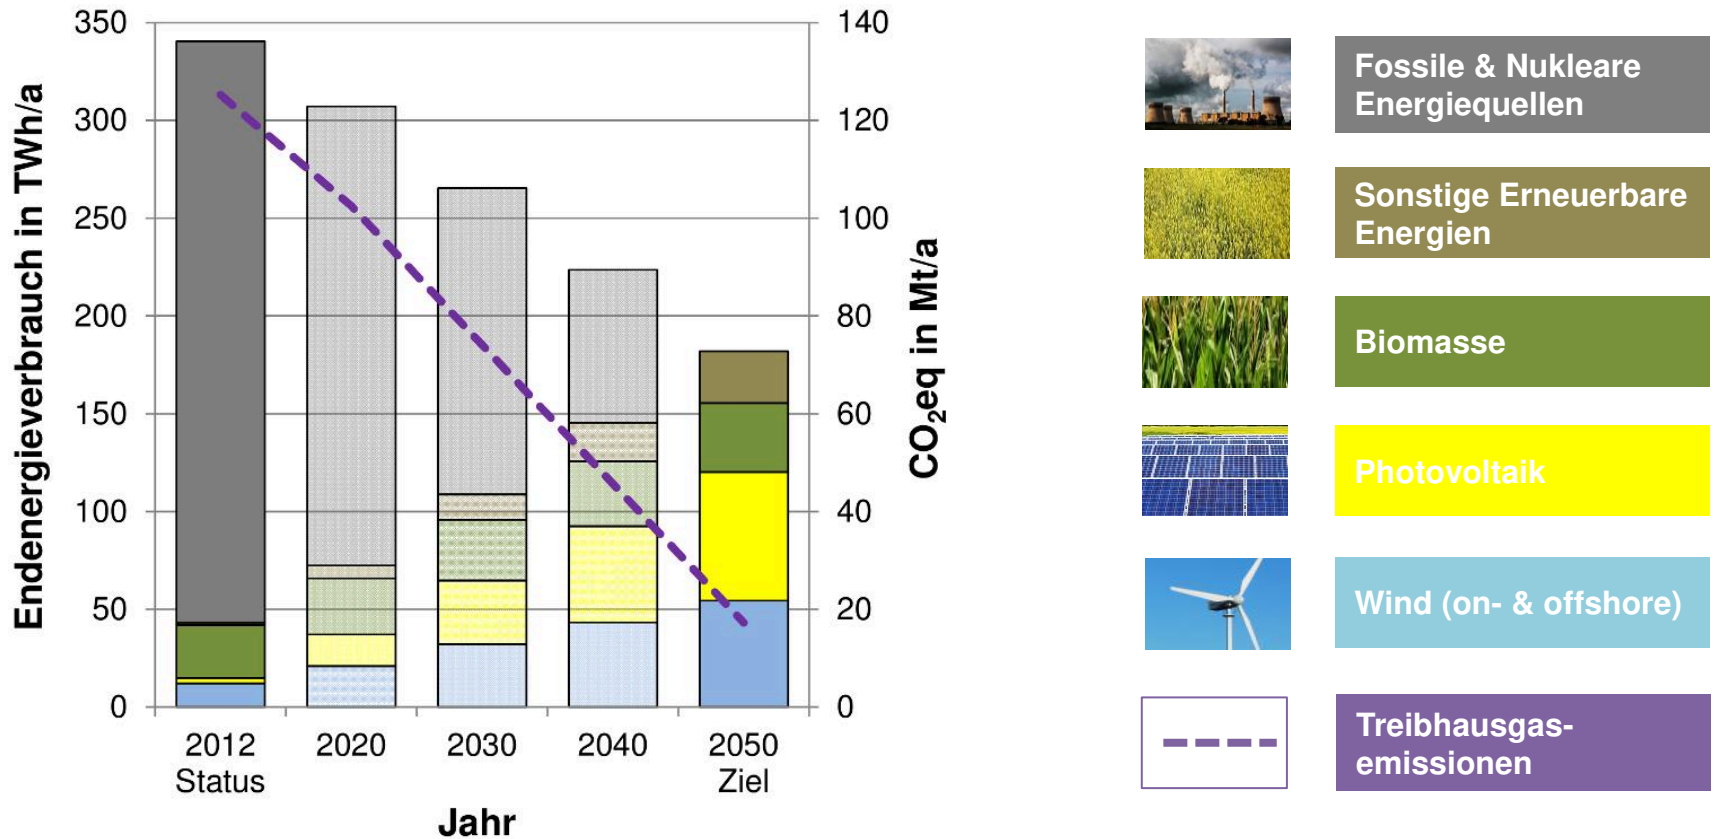 Endenergieverbrauch in TWh/a
350
300
250
200
150
100
50
0
140
120
100
80
60
40
20
0
CO₂eq in Mt/a
2012
Status
2020
2030
2040
2050
Ziel
Jahr
Fossile & Nukleare
Energiequellen
Sonstige Erneuerbare
Energien
Biomasse
Photovoltaik
Wind (on- & offshore)
Treibhausgas-
emissionen